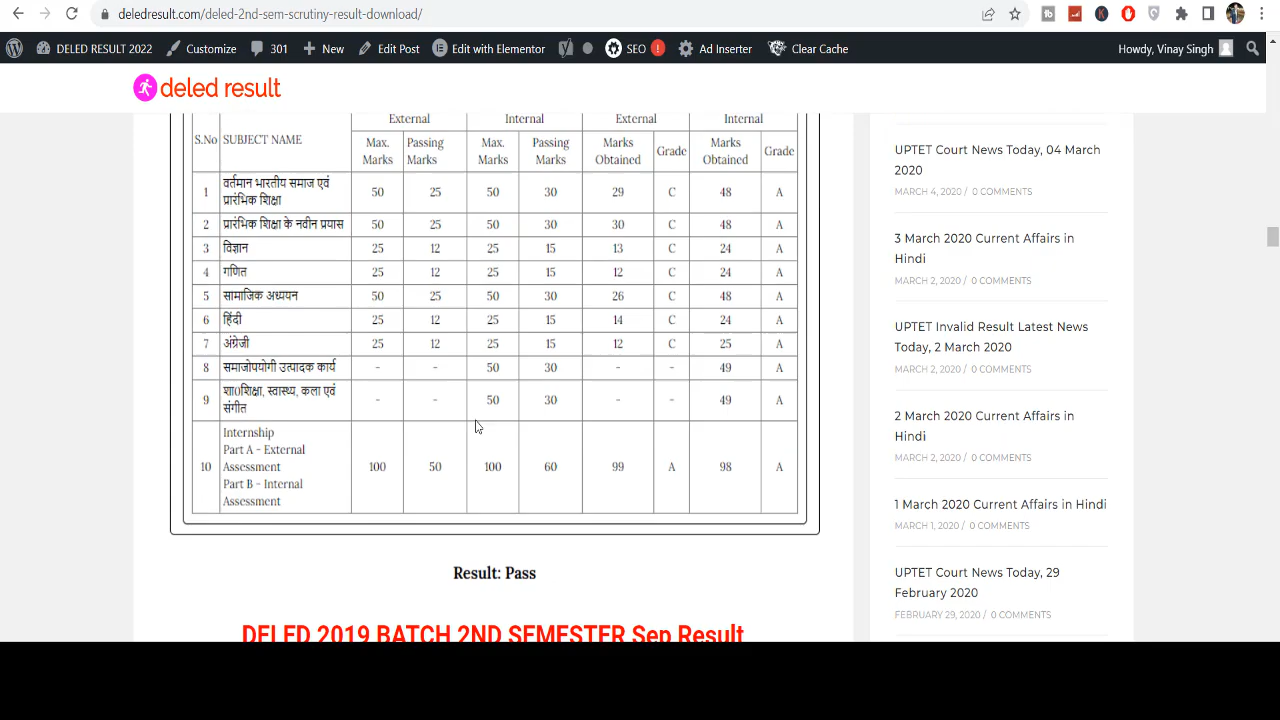 deledresult.com/deled-2nd-sem-scrutiny-result-download/
DELED RESULT 2022 Customize 301 New Edit Post Edit with Elementor SEO ! Ad Inserter Clear Cache Howdy, Vinay Singh
deled result
External Internal External Internal
S.No SUBJECT NAME Max. Marks Passing Marks Max. Marks Passing Marks Marks Obtained Grade Marks Obtained Grade
1 वर्तमान भारतीय समाज एवं प्रारंभिक शिक्षा 50 25 50 30 29 C 48 A
2 प्रारंभिक शिक्षा के नवीन प्रयास 50 25 50 30 30 C 48 A
3 विज्ञान 25 12 25 15 13 C 24 A
4 गणित 25 12 25 15 12 C 24 A
5 सामाजिक अध्ययन 50 25 50 30 26 C 48 A
6 हिंदी 25 12 25 15 14 C 24 A
7 अंग्रेजी 25 12 25 15 12 C 25 A
8 समाजोपयोगी उत्पादक कार्य - - 50 30 - - 49 A
9 शा0शिक्षा, स्वास्थ्य, कला एवं संगीत - - 50 30 - - 49 A
10 Internship Part A - External Assessment Part B - Internal Assessment 100 50 100 60 99 A 98 A
Result: Pass
DELED 2019 BATCH 2ND SEMESTER Sep Result
UPTET Court News Today, 04 March
2020
MARCH 4, 2020 / 0 COMMENTS
3 March 2020 Current Affairs in
Hindi
MARCH 2, 2020 / 0 COMMENTS
UPTET Invalid Result Latest News
Today, 2 March 2020
MARCH 2, 2020 / 0 COMMENTS
2 March 2020 Current Affairs in
Hindi
MARCH 2, 2020 / 0 COMMENTS
1 March 2020 Current Affairs in Hindi
MARCH 1, 2020 / 0 COMMENTS
UPTET Court News Today, 29
February 2020
FEBRUARY 29, 2020 / 0 COMMENTS